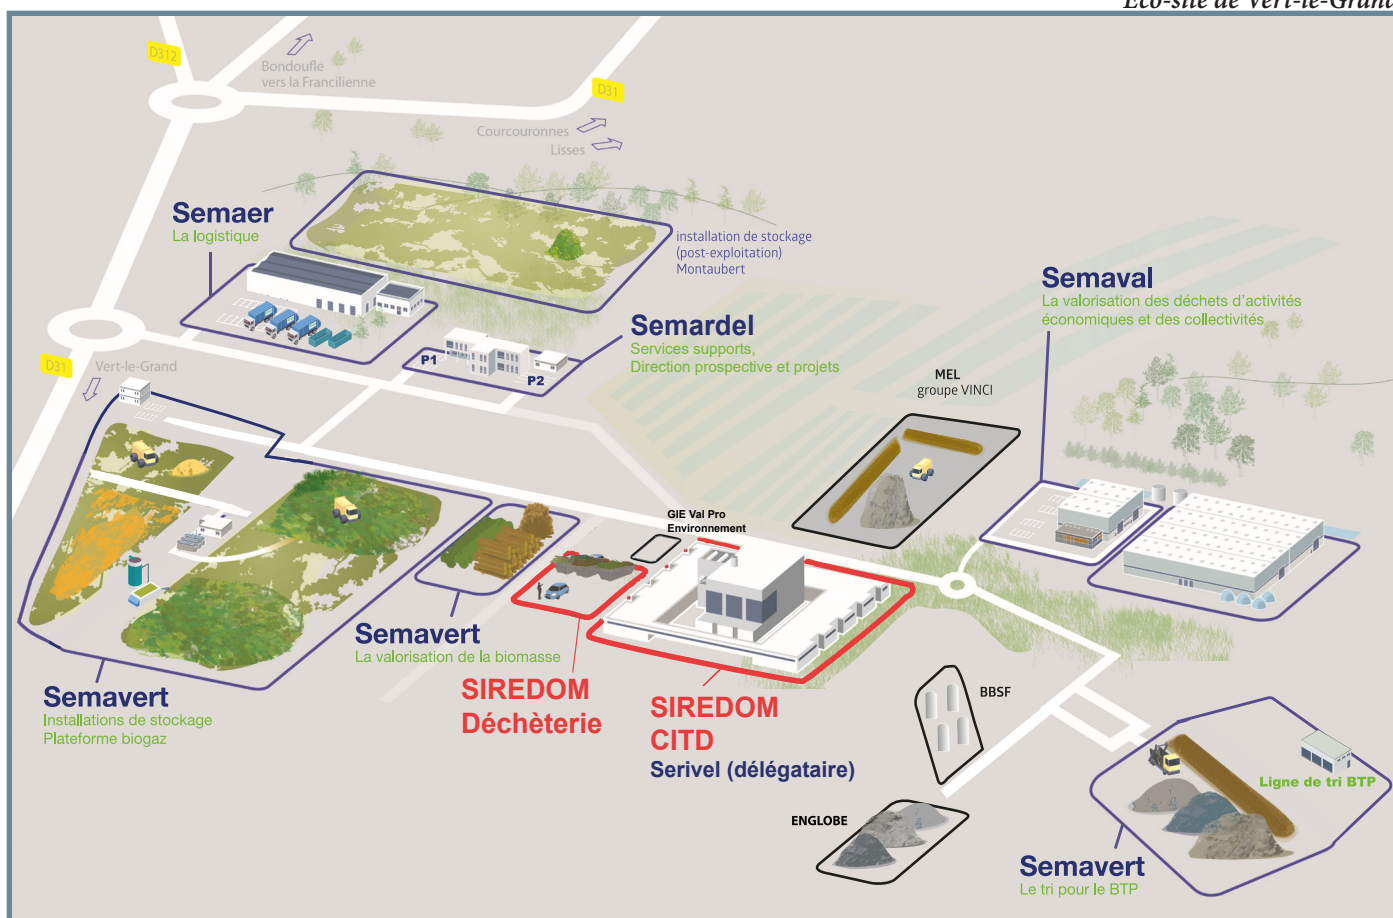 Eco-site de Vert-le-Grand
D312
Bondoufle
vers la Francilienne
D31
Courcouronnes
Lisses
Semaer
La logistique
installation de stockage
(post-exploitation)
Montaubert
Semaval
La valorisation des déchets d'activités
économiques et des collectivités
Semardel
Services supports,
Direction prospective et projets
P1
P2
D31
Vert-le-Grand
MEL
groupe VINCI
GIE Val Pro
Environnement
Semavert
La valorisation de la biomasse
Semavert
Installations de stockage
Plateforme biogaz
SIREDOM
Déchèterie
SIREDOM
CITD
Serivel (délégataire)
BBSF
ENGLOBE
Ligne de tri BTP
Semavert
Le tri pour le BTP